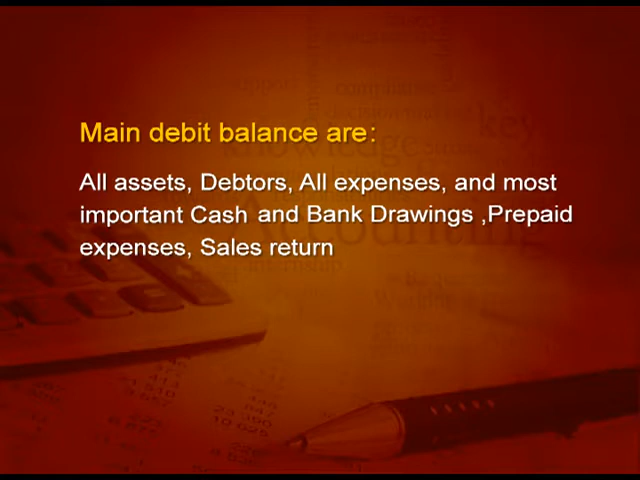 Main debit balance are:
All assets, Debtors, All expenses, and most
important Cash and Bank Drawings ,Prepaid
expenses, Sales return